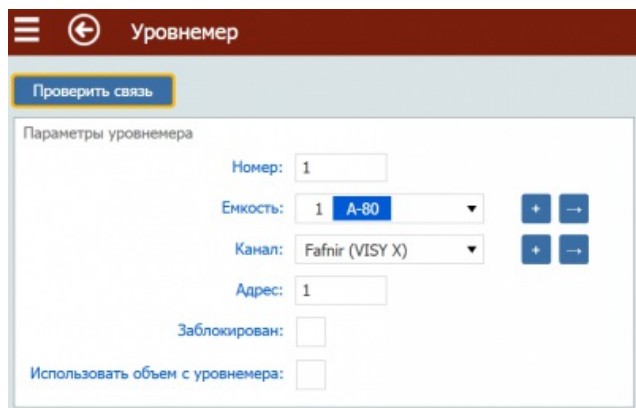 Уровнемер
Проверить связь
Параметры уровнемера
Номер: 1
Емкость: 1 А-80
Канал: Fafnir (VISY X)
Адрес: 1
Заблокирован:
Использовать объем с уровнемера: